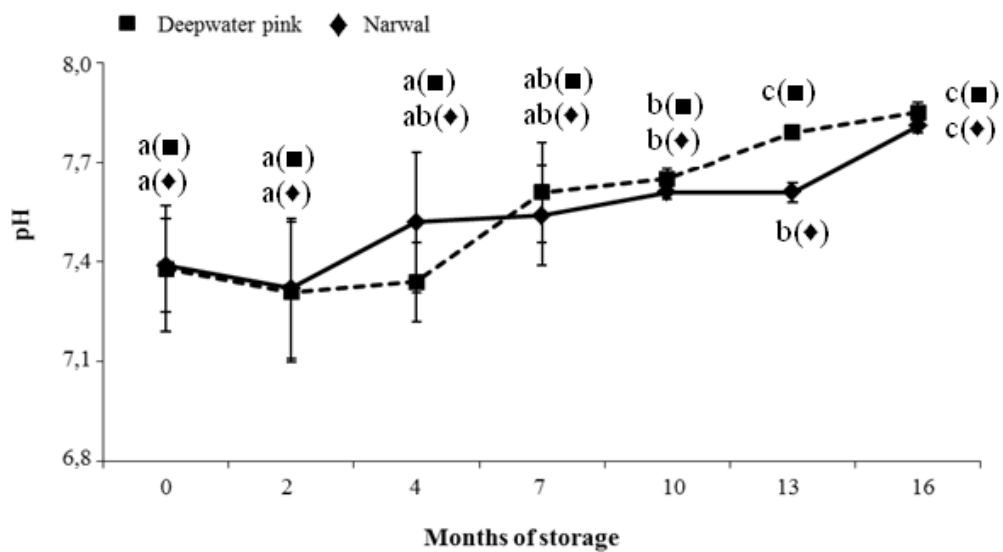 ■ Deepwater pink ◆ Narwal
8,0
7,7
7,4
7,1
6,8
pH
a(■)
a(◆)
a(■)
a(◆)
a(■)
ab(◆)
ab(■)
ab(◆)
b(■)
b(◆)
c(■)
b(◆)
c(■)
c(◆)
0 2 4 7 10 13 16
Months of storage